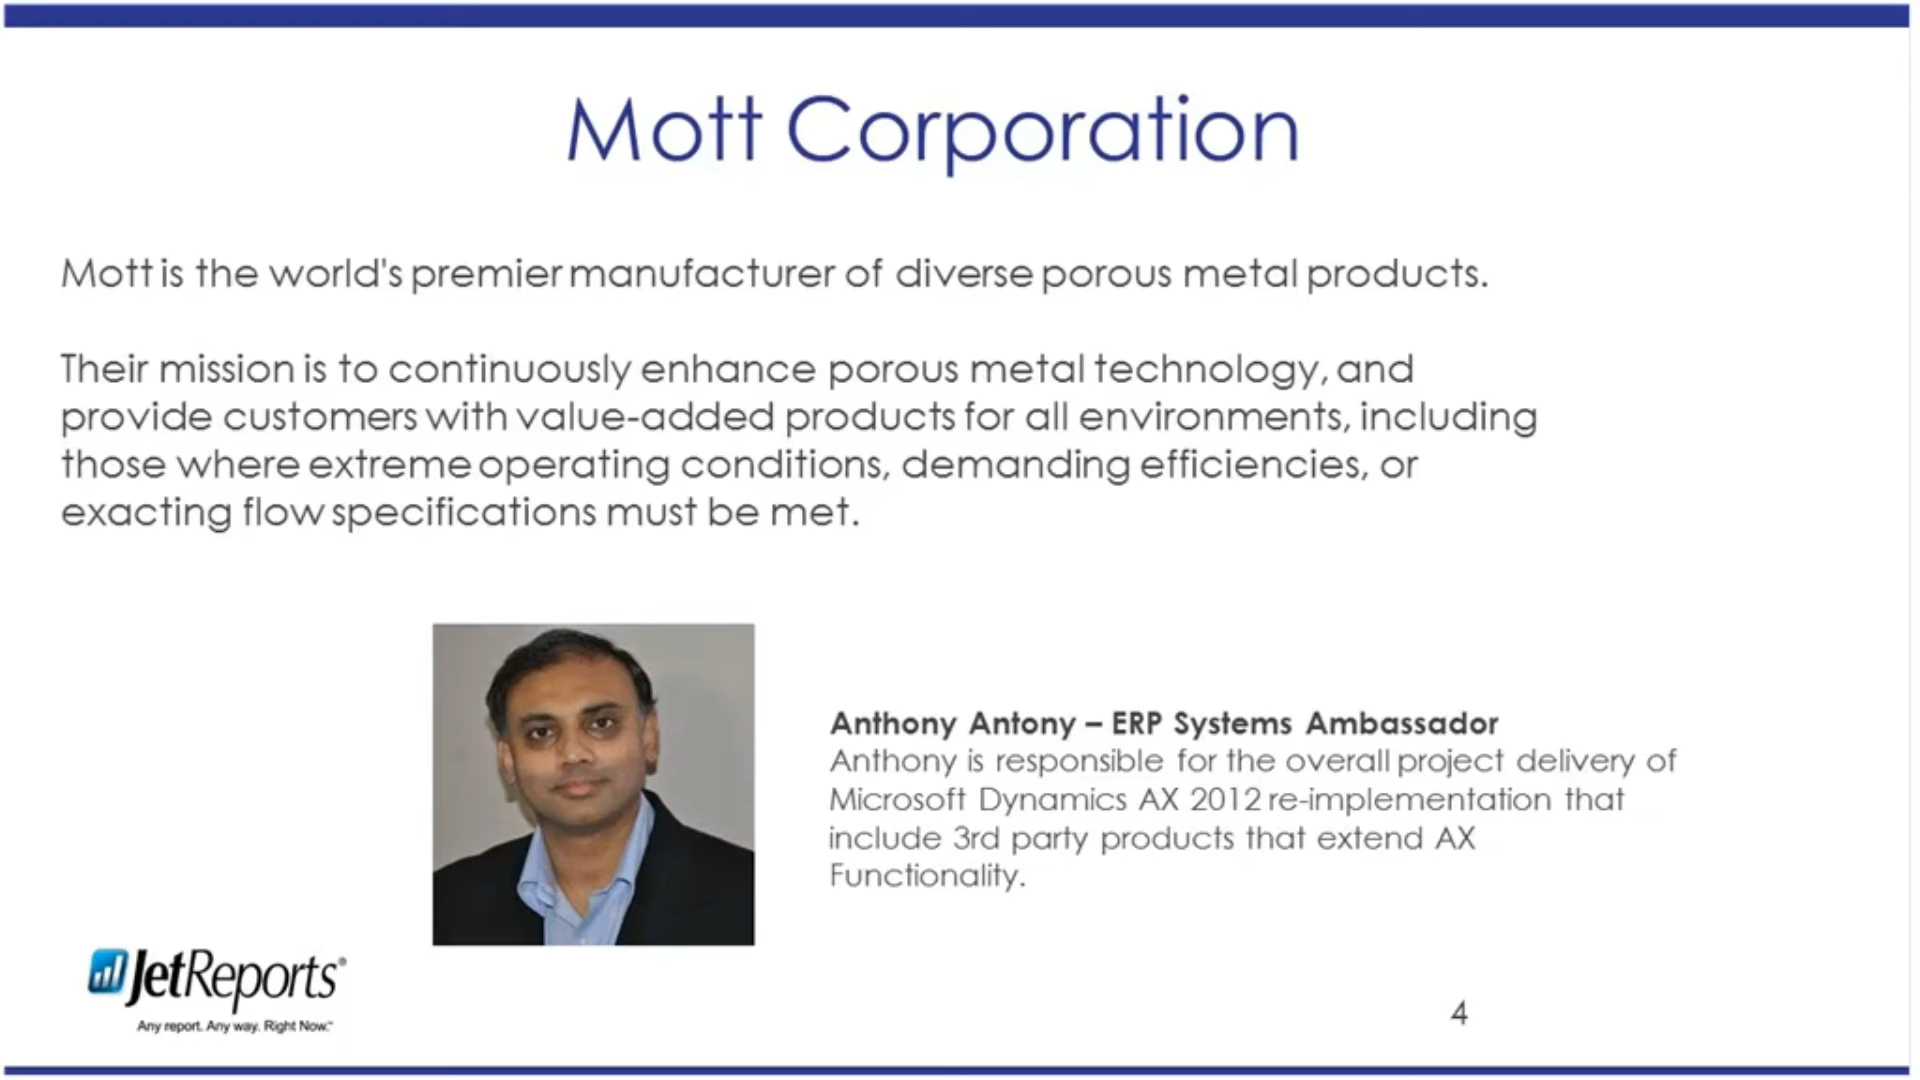 Mott Corporation
Mott is the world's premier manufacturer of diverse porous metal products.
Their mission is to continuously enhance porous metal technology, and
provide customers with value-added products for all environments, including
those where extreme operating conditions, demanding efficiencies, or
exacting flow specifications must be met.
Anthony Antony – ERP Systems Ambassador
Anthony is responsible for the overall project delivery of
Microsoft Dynamics AX 2012 re-implementation that
include 3rd party products that extend AX
Functionality.
JetReports®
Any report. Any way. Right Now.™
4